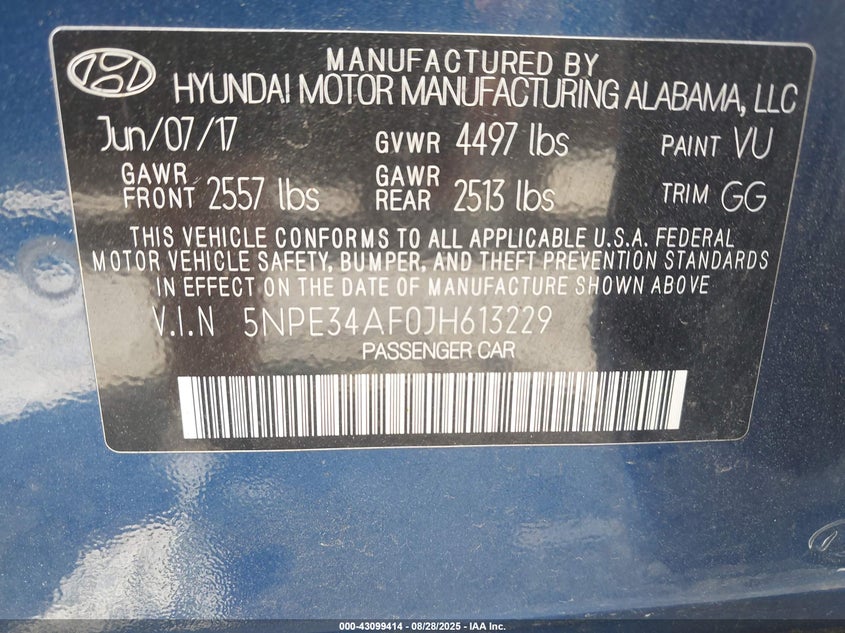 MANUFACTURED BY
HYUNDAI MOTOR MANUFACTURING ALABAMA, LLC
Jun/07/17 GVWR 4497 lbs PAINT VU
GAWR FRONT 2557 lbs GAWR REAR 2513 lbs TRIM GG
THIS VEHICLE CONFORMS TO ALL APPLICABLE U.S.A. FEDERAL
MOTOR VEHICLE SAFETY, BUMPER, AND THEFT PREVENTION STANDARDS
IN EFFECT ON THE DATE OF MANUFACTURE SHOWN ABOVE
V.I.N 5NPE34AF0JH613229
PASSENGER CAR
000-43099414 - 08/28/2025 - IAA Inc.